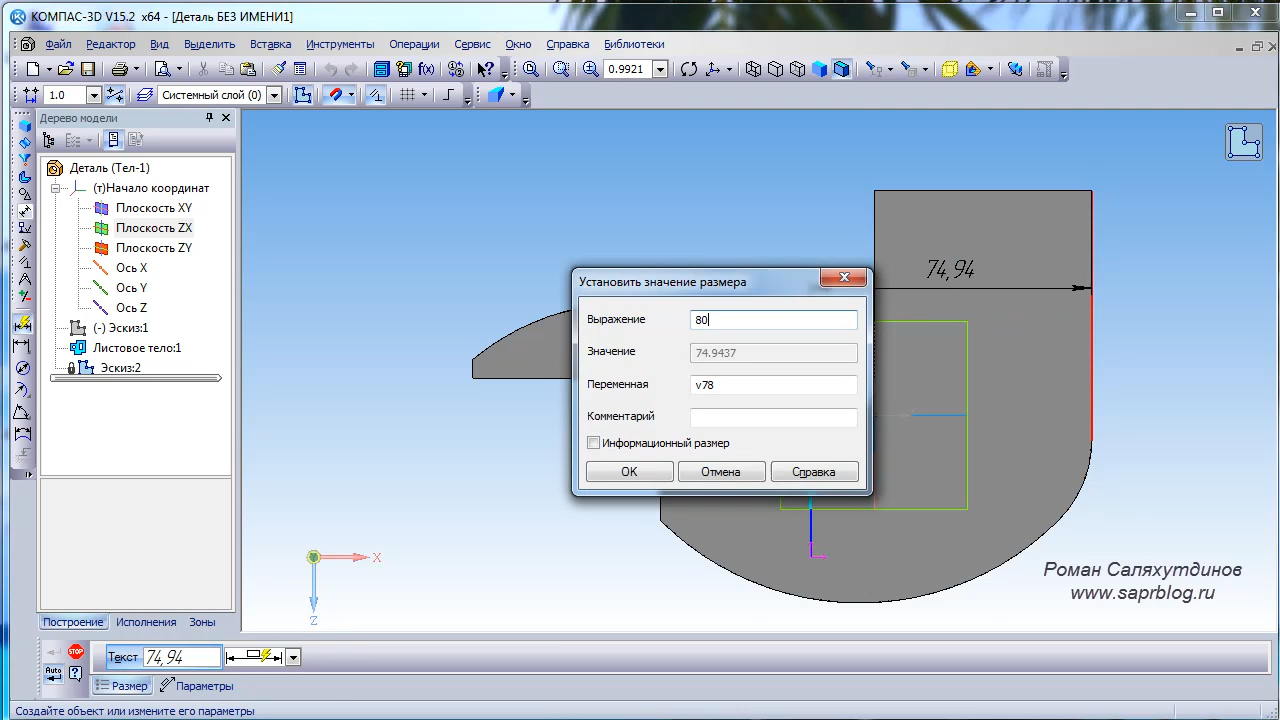 КОМПАС-3D V15.2 x64 - [Деталь БЕЗ ИМЕНИ1]
Файл Редактор Вид Выделить Вставка Инструменты Операции Сервис Окно Справка Библиотеки
f(x) 0.9921
1.0 Системный слой (0)
Дерево модели
Деталь (Тел-1)
(т)Начало координат
Плоскость XY
Плоскость ZX
Плоскость ZY
Ось X
Ось Y
Ось Z
(-) Эскиз:1
Листовое тело:1
Эскиз:2
74,94
Установить значение размера
Выражение 80
Значение 74.9437
Переменная v78
Комментарий
Информационный размер
OK Отмена Справка
X
Z
Роман Саляхутдинов
www.saprblog.ru
Построение Исполнения Зоны
STOP Текст 74,94
Auto Размер Параметры
Создайте объект или измените его параметры